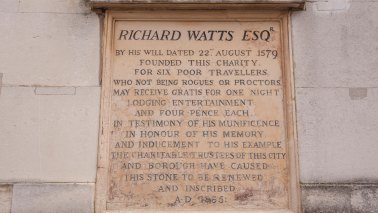 RICHARD WATTS ESQR.
BY HIS WILL DATED 22. AUGUST 1579
FOUNDED THIS CHARITY
FOR SIX POOR TRAVELLERS,
WHO NOT BEING ROGUES OR PROCTORS
MAY RECEIVE GRATIS FOR ONE NIGHT
LODGING ENTERTAINMENT
AND FOUR PENCE EACH
IN TESTIMONY OF HIS MUNIFICENCE
IN HONOUR OF HIS MEMORY
AND INDUCEMENT TO HIS EXAMPLE
THE CHARITABLE TRUSTEES OF THIS CITY
AND BOROUGH HAVE CAUSED
THIS STONE TO BE RENEWED
AND INSCRIBED
A.D. 1865.